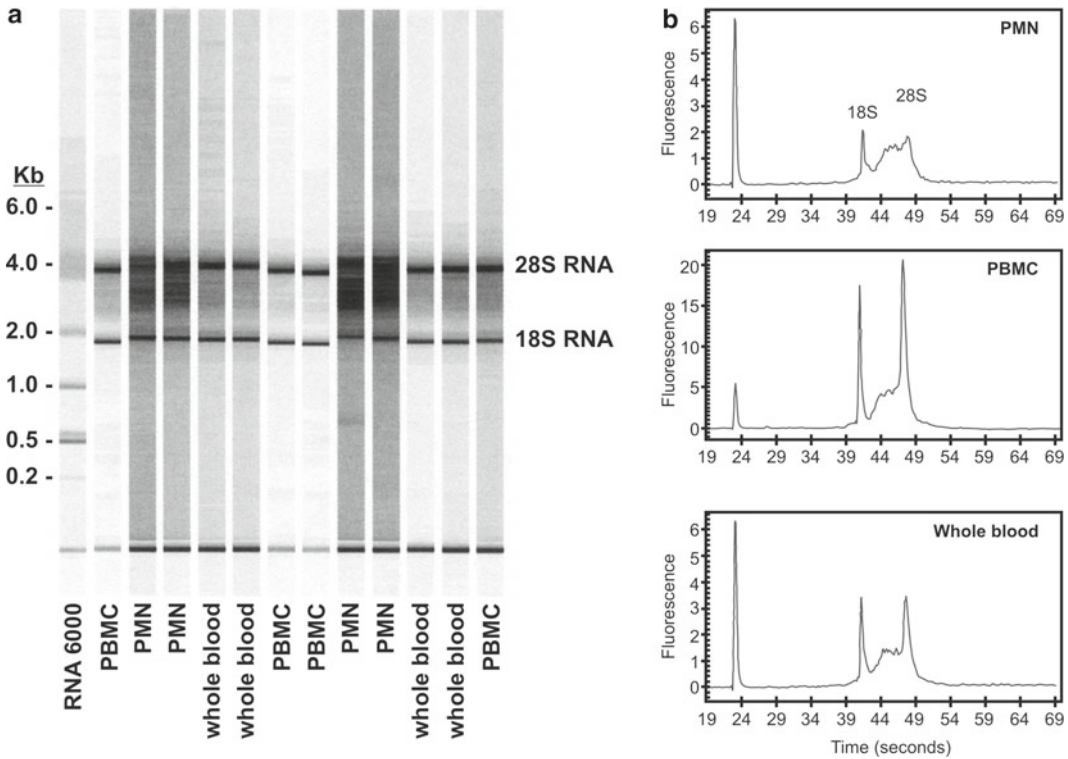 a
Kb
6.0 -
4.0 -
2.0 -
1.0 -
0.5 -
0.2 -
28S RNA
18S RNA
RNA 6000
PBMC
PMN
PMN
whole blood
whole blood
PBMC
PBMC
PMN
PMN
whole blood
whole blood
PBMC
b
PMN
Fluorescence
6
5
4
3
2
1
0
18S
28S
19 24 29 34 39 44 49 54 59 64 69
PBMC
Fluorescence
20
15
10
5
0
19 24 29 34 39 44 49 54 59 64 69
Whole blood
Fluorescence
6
5
4
3
2
1
0
19 24 29 34 39 44 49 54 59 64 69
Time (seconds)